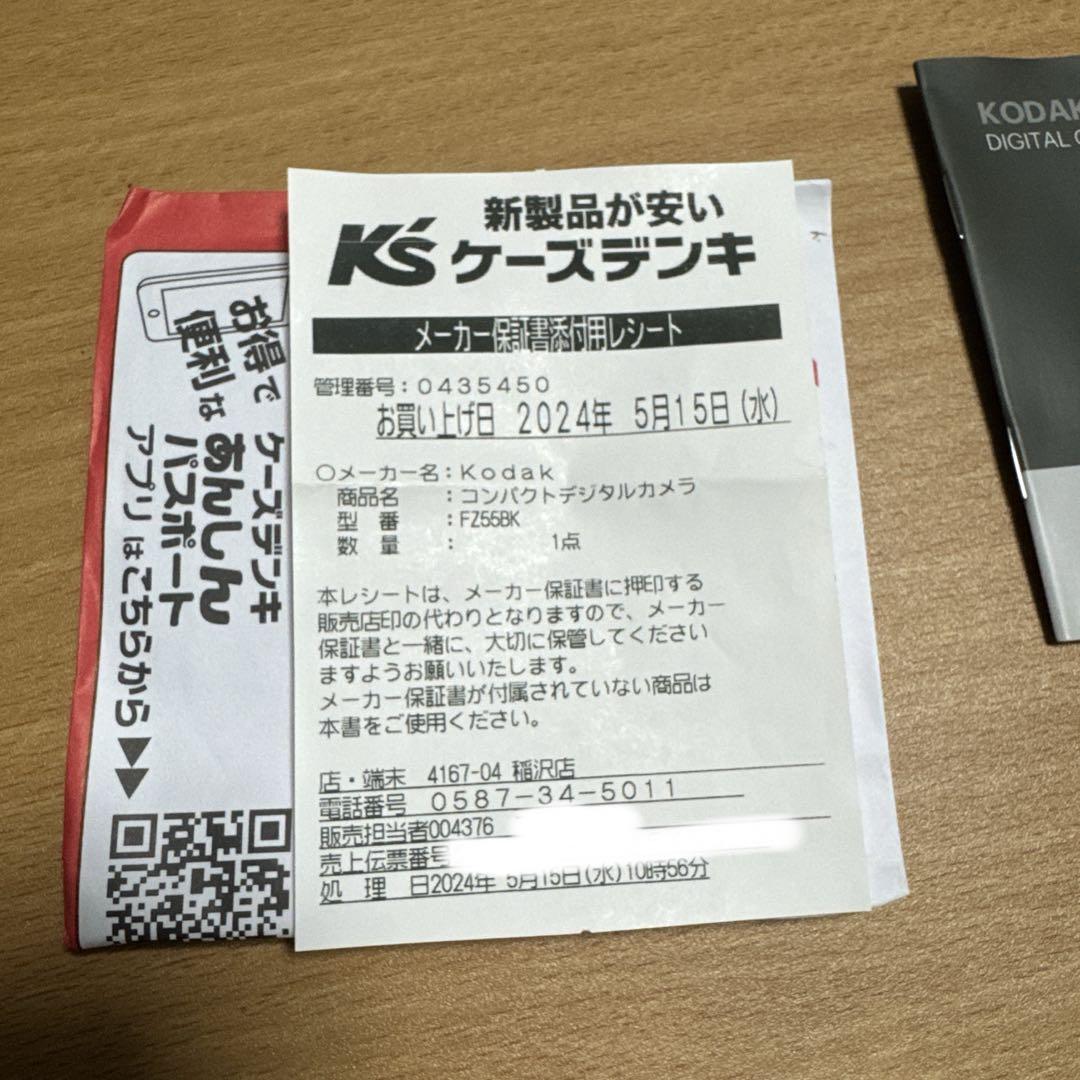 新製品が安い
K's ケーズデンキ
メーカー保証書添付用レシート
管理番号：0435450
お買い上げ日 2024年 5月15日(水)
○メーカー名：Kodak
商品名 ：コンパクトデジタルカメラ
型 番 ：FZ55BK
数 量 ： 1点
本レシートは、メーカー保証書に押印する
販売店印の代わりとなりますので、メーカー
保証書と一緒に、大切に保管してください
ますようお願いいたします。
メーカー保証書が付属されていない商品は
本書をご使用ください。
店・端末 4167-04 稲沢店
電話番号 0587-34-5011
販売担当者004376
売上伝票番号
処 理 日2024年 5月15日(水)10時56分
お得で
便利な
ケーズデンキ
あんしん
パスポート
アプリはこちらから
KODAK
DIGITAL